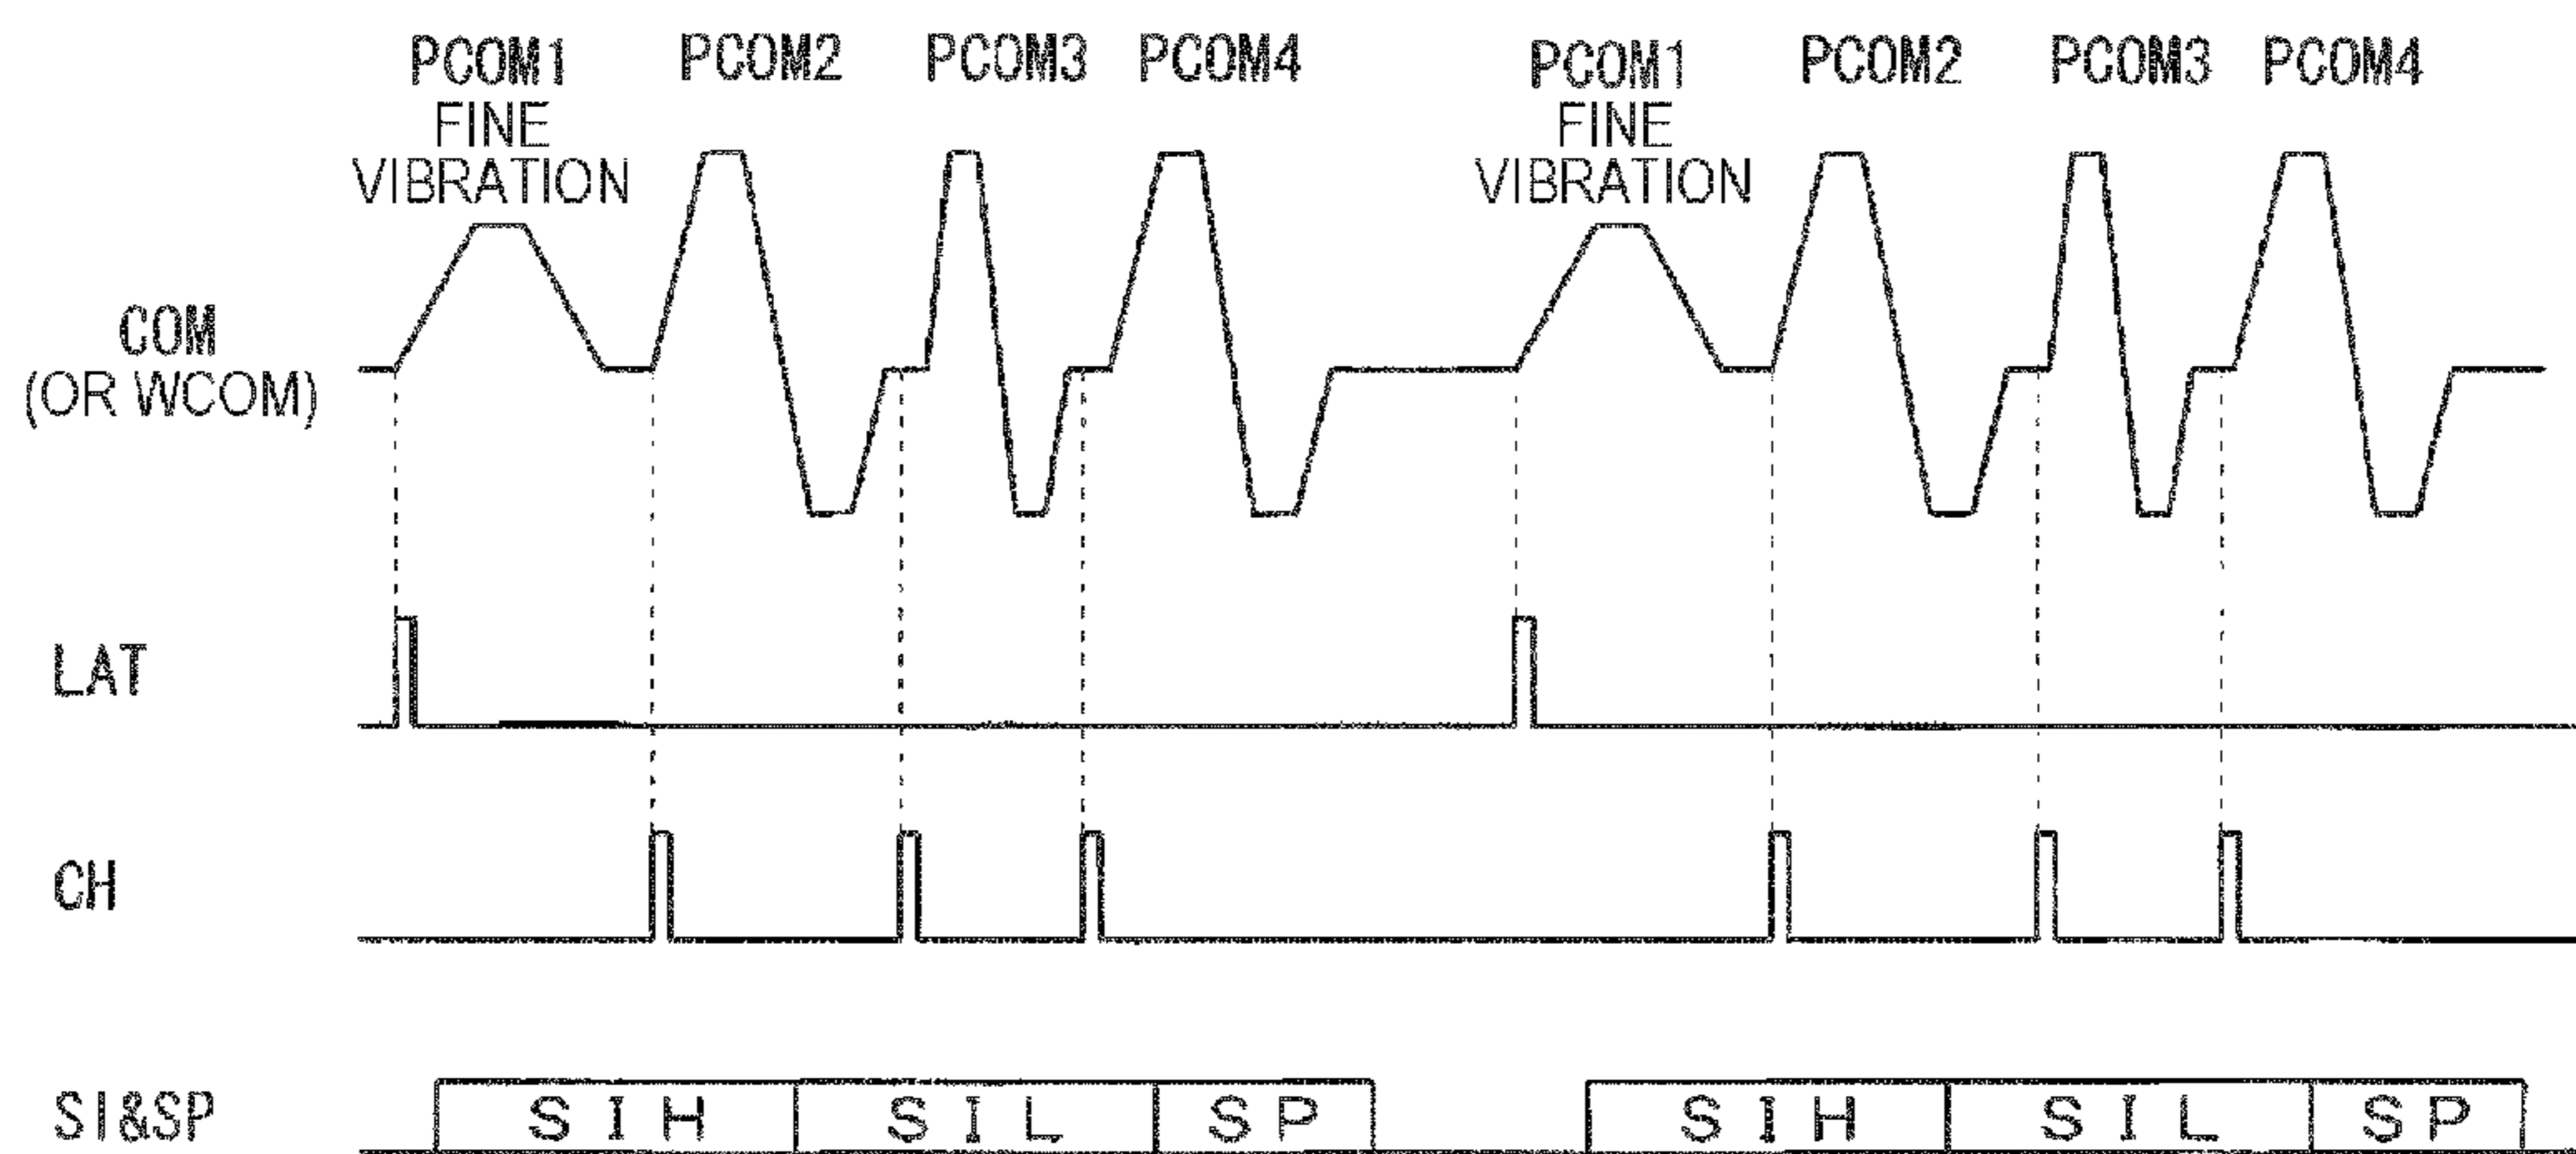 PCOM1 PCOM2 PCOM3 PCOM4 PCOM1 PCOM2 PCOM3 PCOM4
FINE FINE
VIBRATION VIBRATION
COM
(OR WCOM)
LAT
CH
SI&SP SIH SIL SP SIH SIL SP